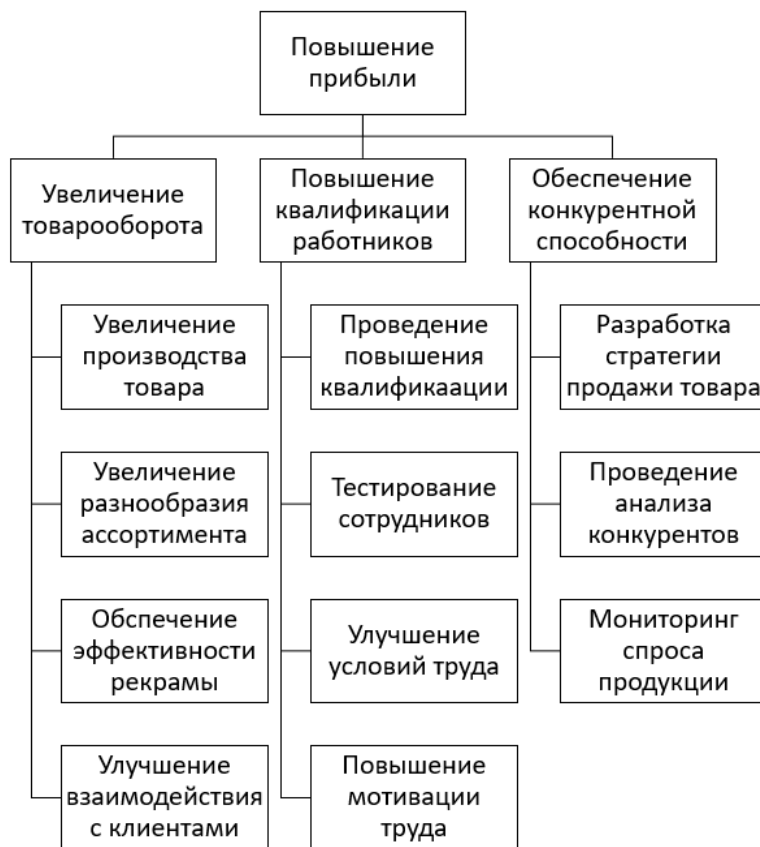 Повышение
прибыли
Увеличение
товарооборота
Повышение
квалификации
работников
Обеспечение
конкурентной
способности
Увеличение
производства
товара
Проведение
повышения
квалификаации
Разработка
стратегии
продажи товара
Увеличение
разнообразия
ассортимента
Тестирование
сотрудников
Проведение
анализа
конкурентов
Обспечение
эффективности
рекрамы
Улучшение
условий труда
Мониторинг
спроса
продукции
Улучшение
взаимодействия
с клиентами
Повышение
мотивации
труда